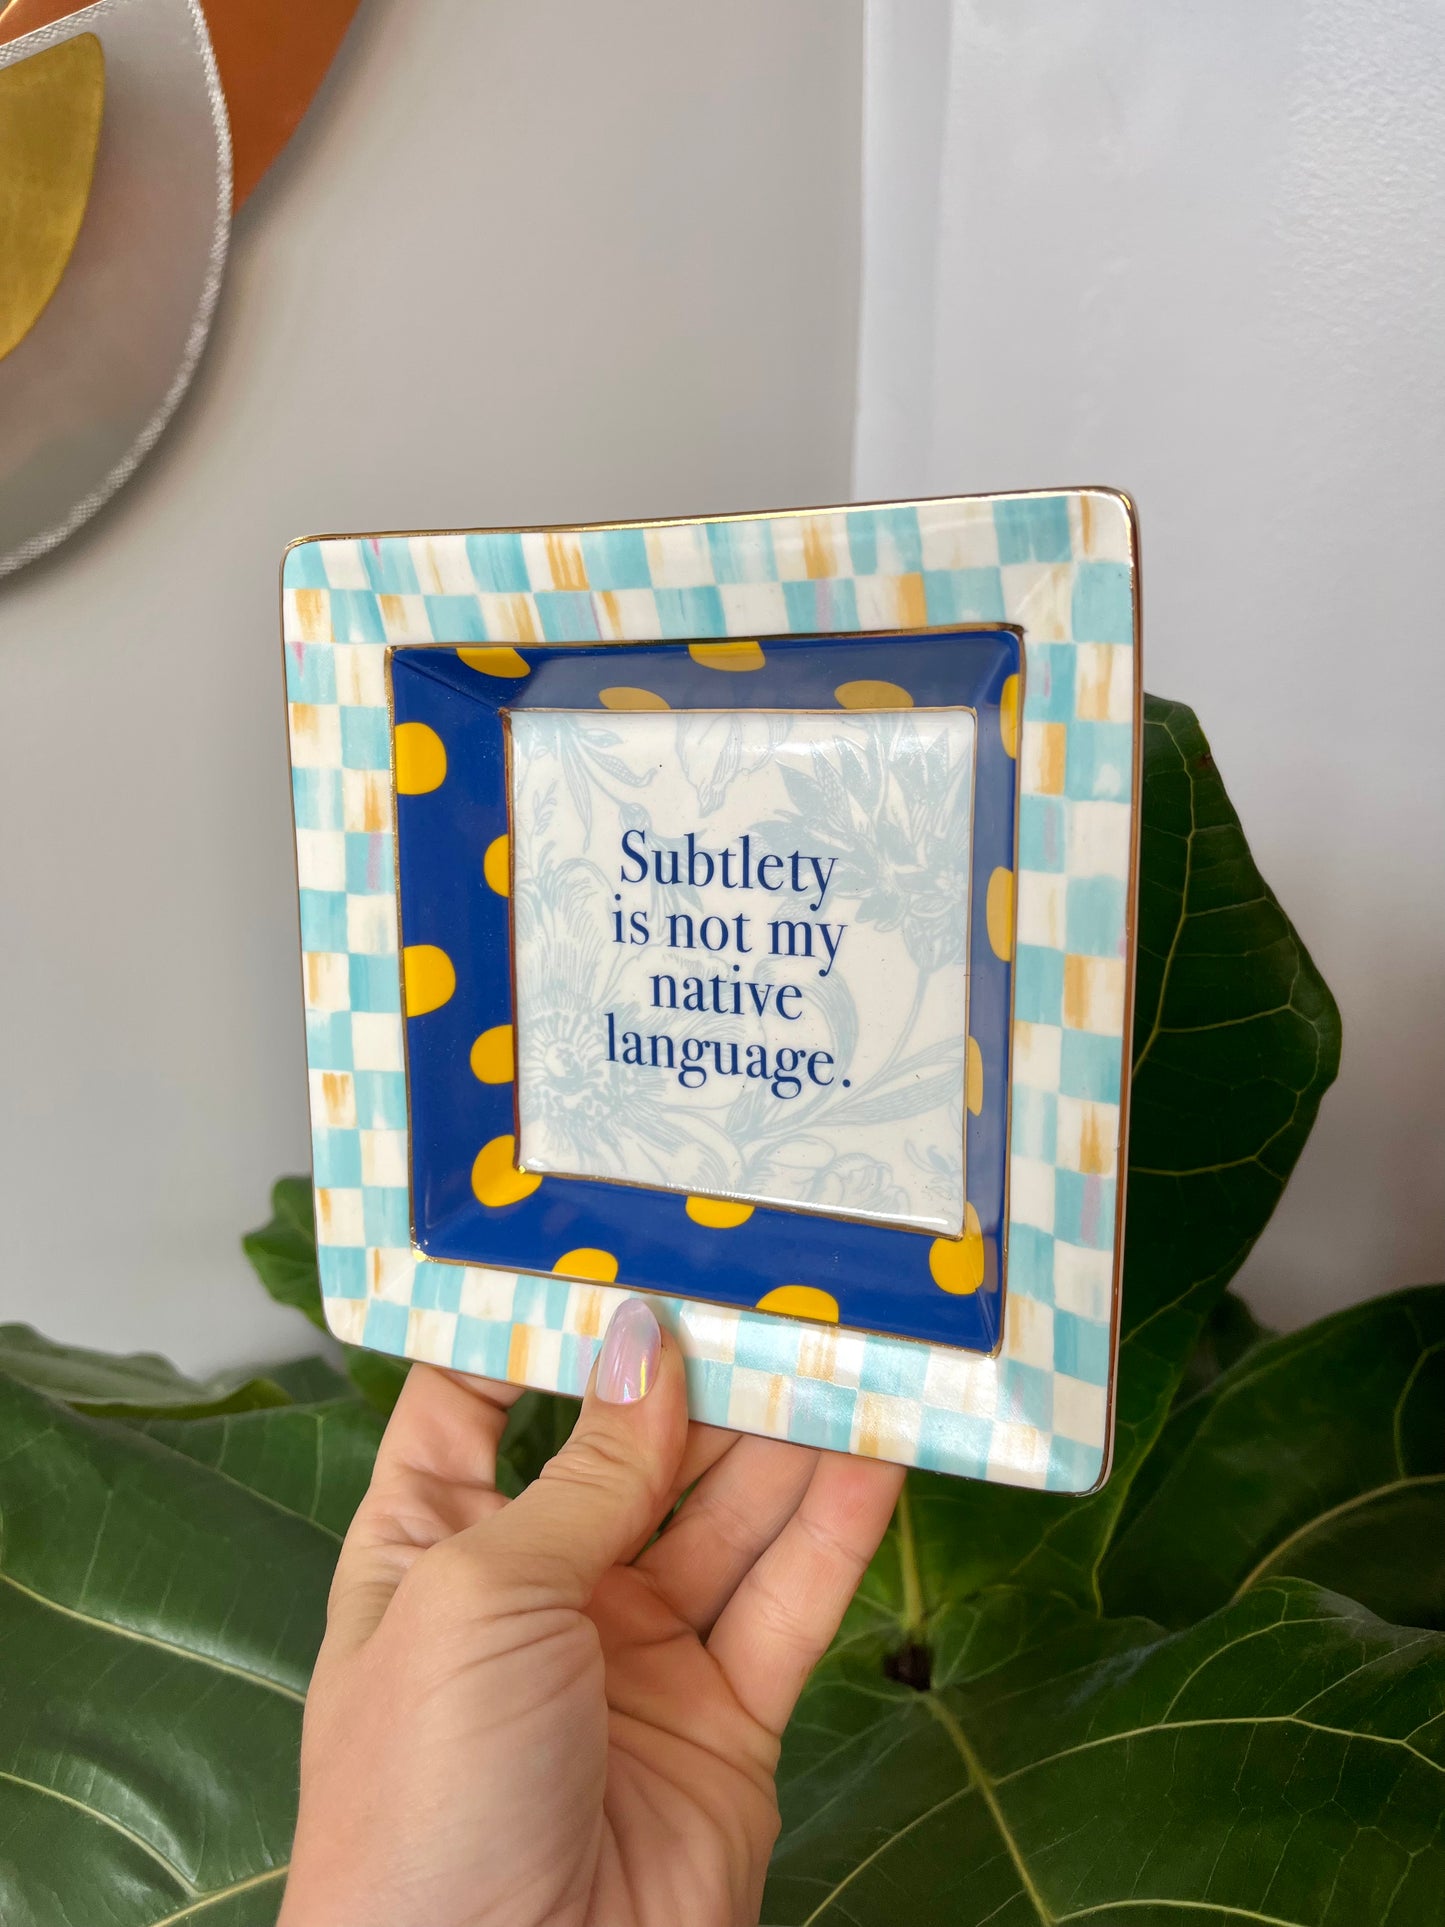 Subtlety
is not my
native
language.